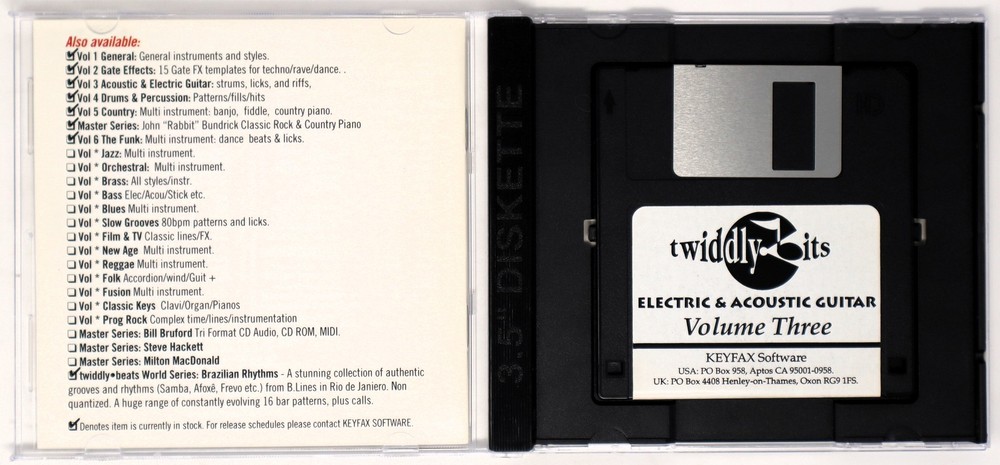 Also available:
Vol 1 General: General instruments and styles.
Vol 2 Gate Effects: 15 Gate FX templates for techno/rave/dance. .
Vol 3 Acoustic & Electric Guitar: strums, licks, and riffs,
Vol 4 Drums & Percussion: Patterns/fills/hits
Vol 5 Country: Multi instrument: banjo, fiddle, country piano.
Master Series: John "Rabbit" Bundrick Classic Rock & Country Piano
Vol 6 The Funk: Multi instrument: dance beats & licks.
Vol * Jazz: Multi instrument.
Vol * Orchestral: Multi instrument.
Vol * Brass: All styles/instr.
Vol * Bass Elec/Acou/Stick etc.
Vol * Blues Multi instrument.
Vol * Slow Grooves 80bpm patterns and licks.
Vol * Film & TV Classic lines/FX.
Vol * New Age Multi instrument.
Vol * Reggae Multi instrument.
Vol * Folk Accordion/wind/Guit +
Vol * Fusion Multi instrument.
Vol * Classic Keys Clavi/Organ/Pianos
Vol * Prog Rock Complex time/lines/instrumentation
Master Series: Bill Bruford Tri Format CD Audio, CD ROM, MIDI.
Master Series: Steve Hackett
Master Series: Milton MacDonald
twiddly•beats World Series: Brazilian Rhythms - A stunning collection of authentic
grooves and rhythms (Samba, Afoxê, Frevo etc.) from B.Lines in Rio de Janiero. Non
quantized. A huge range of constantly evolving 16 bar patterns, plus calls.
Denotes item is currently in stock. For release schedules please contact KEYFAX SOFTWARE.
3.5" DISKETTE
twiddly bits
ELECTRIC & ACOUSTIC GUITAR
Volume Three
KEYFAX Software
USA: PO Box 958, Aptos CA 95001-0958.
UK: PO Box 4408 Henley-on-Thames, Oxon RG9 1FS.